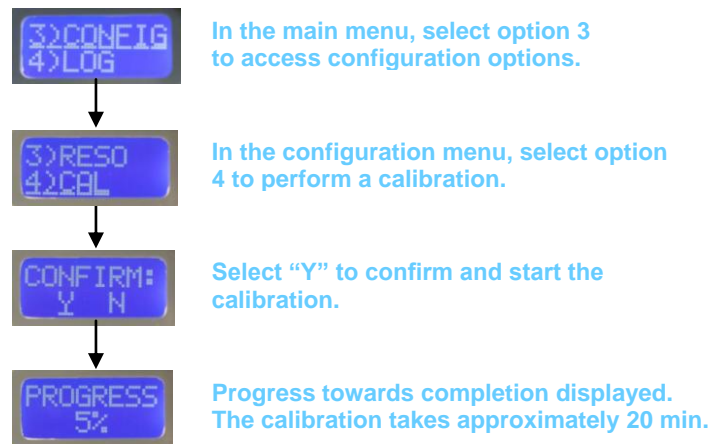 3)CONFIG
4)LOG
In the main menu, select option 3
to access configuration options.
3)RESO
4)CAL
In the configuration menu, select option
4 to perform a calibration.
CONFIRM:
Y N
Select “Y” to confirm and start the
calibration.
PROGRESS
5%
Progress towards completion displayed.
The calibration takes approximately 20 min.